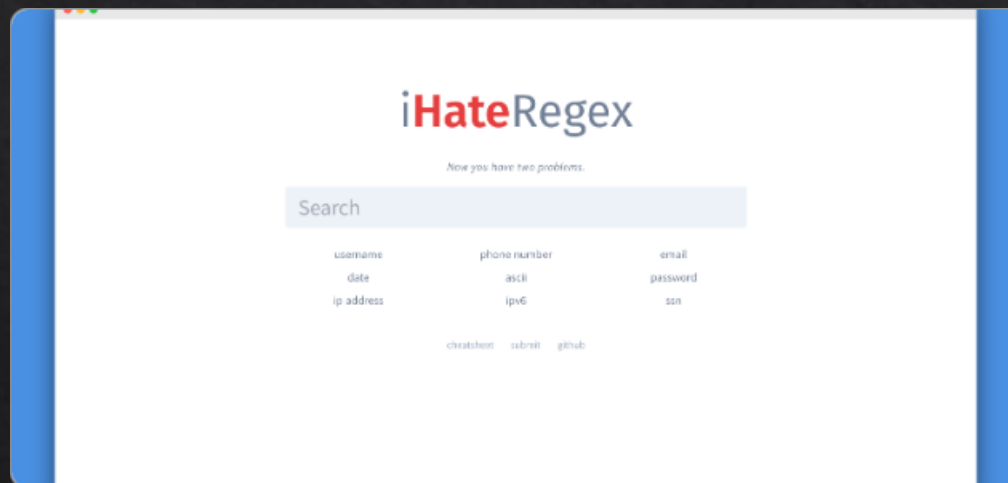 iHateRegex
Now you have two problems.
Search
username phone number email
date ascii password
ip address ipv6 ssn
cheatsheet submit github